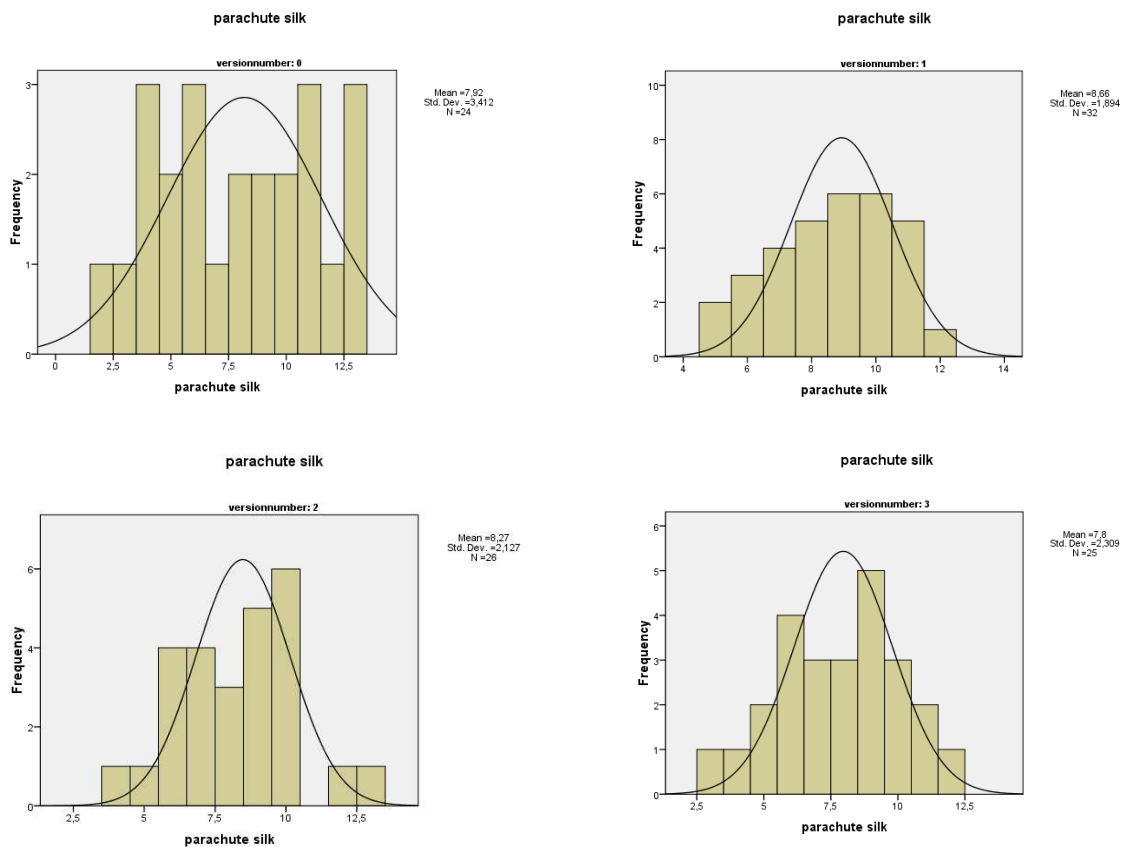 parachute silk
versionnumber: 0
Mean =7,92
Std. Dev. =3,412
N =24
Frequency
3
2
1
0
0 2,5 5 7,5 10 12,5
parachute silk
parachute silk
versionnumber: 1
Mean =8,66
Std. Dev. =1,894
N =32
Frequency
10
8
6
4
2
0
4 6 8 10 12 14
parachute silk
parachute silk
versionnumber: 2
Mean =8,27
Std. Dev. =2,127
N =26
Frequency
6
4
2
0
2,5 5 7,5 10 12,5
parachute silk
parachute silk
versionnumber: 3
Mean =7,8
Std. Dev. =2,309
N =25
Frequency
6
5
4
3
2
1
0
2,5 5 7,5 10 12,5
parachute silk